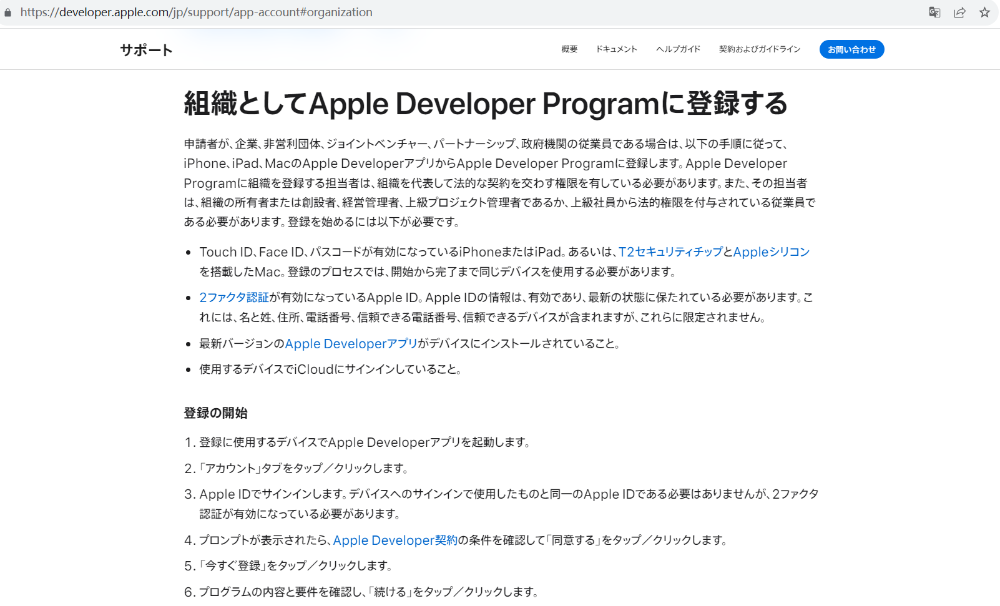 https://developer.apple.com/jp/support/app-account#organization
サポート
概要 ドキュメント ヘルプガイド 契約およびガイドライン お問い合わせ
組織としてApple Developer Programに登録する
申請者が、企業、非営利団体、ジョイントベンチャー、パートナーシップ、政府機関の従業員である場合は、以下の手順に従って、
iPhone、iPad、MacのApple DeveloperアプリからApple Developer Programに登録します。Apple Developer
Programに組織を登録する担当者は、組織を代表して法的な契約を交わす権限を有している必要があります。また、その担当者
は、組織の所有者または創設者、経営管理者、上級プロジェクト管理者であるか、上級社員から法的権限を付与されている従業員で
ある必要があります。登録を始めるには以下が必要です。
• Touch ID、Face ID、パスコードが有効になっているiPhoneまたはiPad。あるいは、T2セキュリティチップとAppleシリコン
を搭載したMac。登録のプロセスでは、開始から完了まで同じデバイスを使用する必要があります。
• 2ファクタ認証が有効になっているApple ID。Apple IDの情報は、有効であり、最新の状態に保たれている必要があります。こ
れには、名と姓、住所、電話番号、信頼できる電話番号、信頼できるデバイスが含まれますが、これらに限定されません。
• 最新バージョンのApple Developerアプリがデバイスにインストールされていること。
• 使用するデバイスでiCloudにサインインしていること。
登録の開始
1. 登録に使用するデバイスでApple Developerアプリを起動します。
2. 「アカウント」タブをタップ／クリックします。
3. Apple IDでサインインします。デバイスへのサインインで使用したものと同一のApple IDである必要はありませんが、2ファクタ
認証が有効になっている必要があります。
4. プロンプトが表示されたら、Apple Developer契約の条件を確認して「同意する」をタップ／クリックします。
5. 「今すぐ登録」をタップ／クリックします。
6. プログラムの内容と要件を確認し、「続ける」をタップ／クリックします。